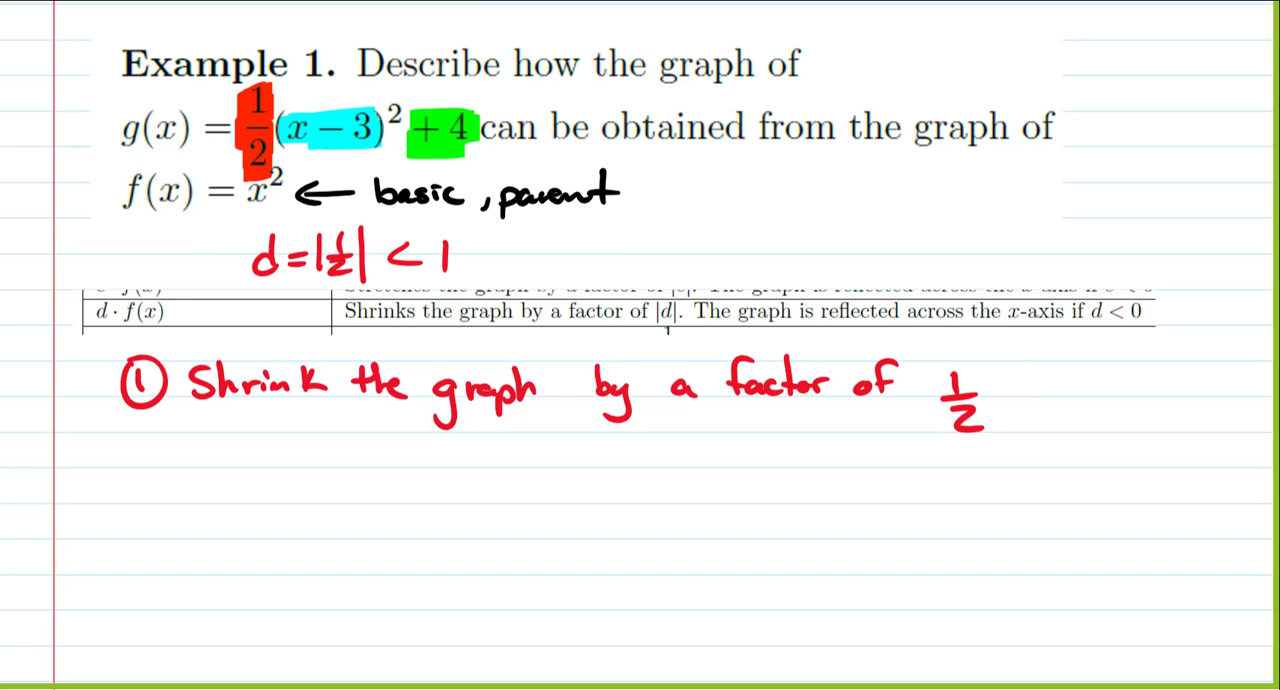 Example 1. Describe how the graph of
g(x) = 1/2 (x − 3)² + 4 can be obtained from the graph of
f(x) = x² ← basic, parent
d = |1/2| < 1
d · f(x) Shrinks the graph by a factor of |d|. The graph is reflected across the x-axis if d < 0
① Shrink the graph by a factor of 1/2